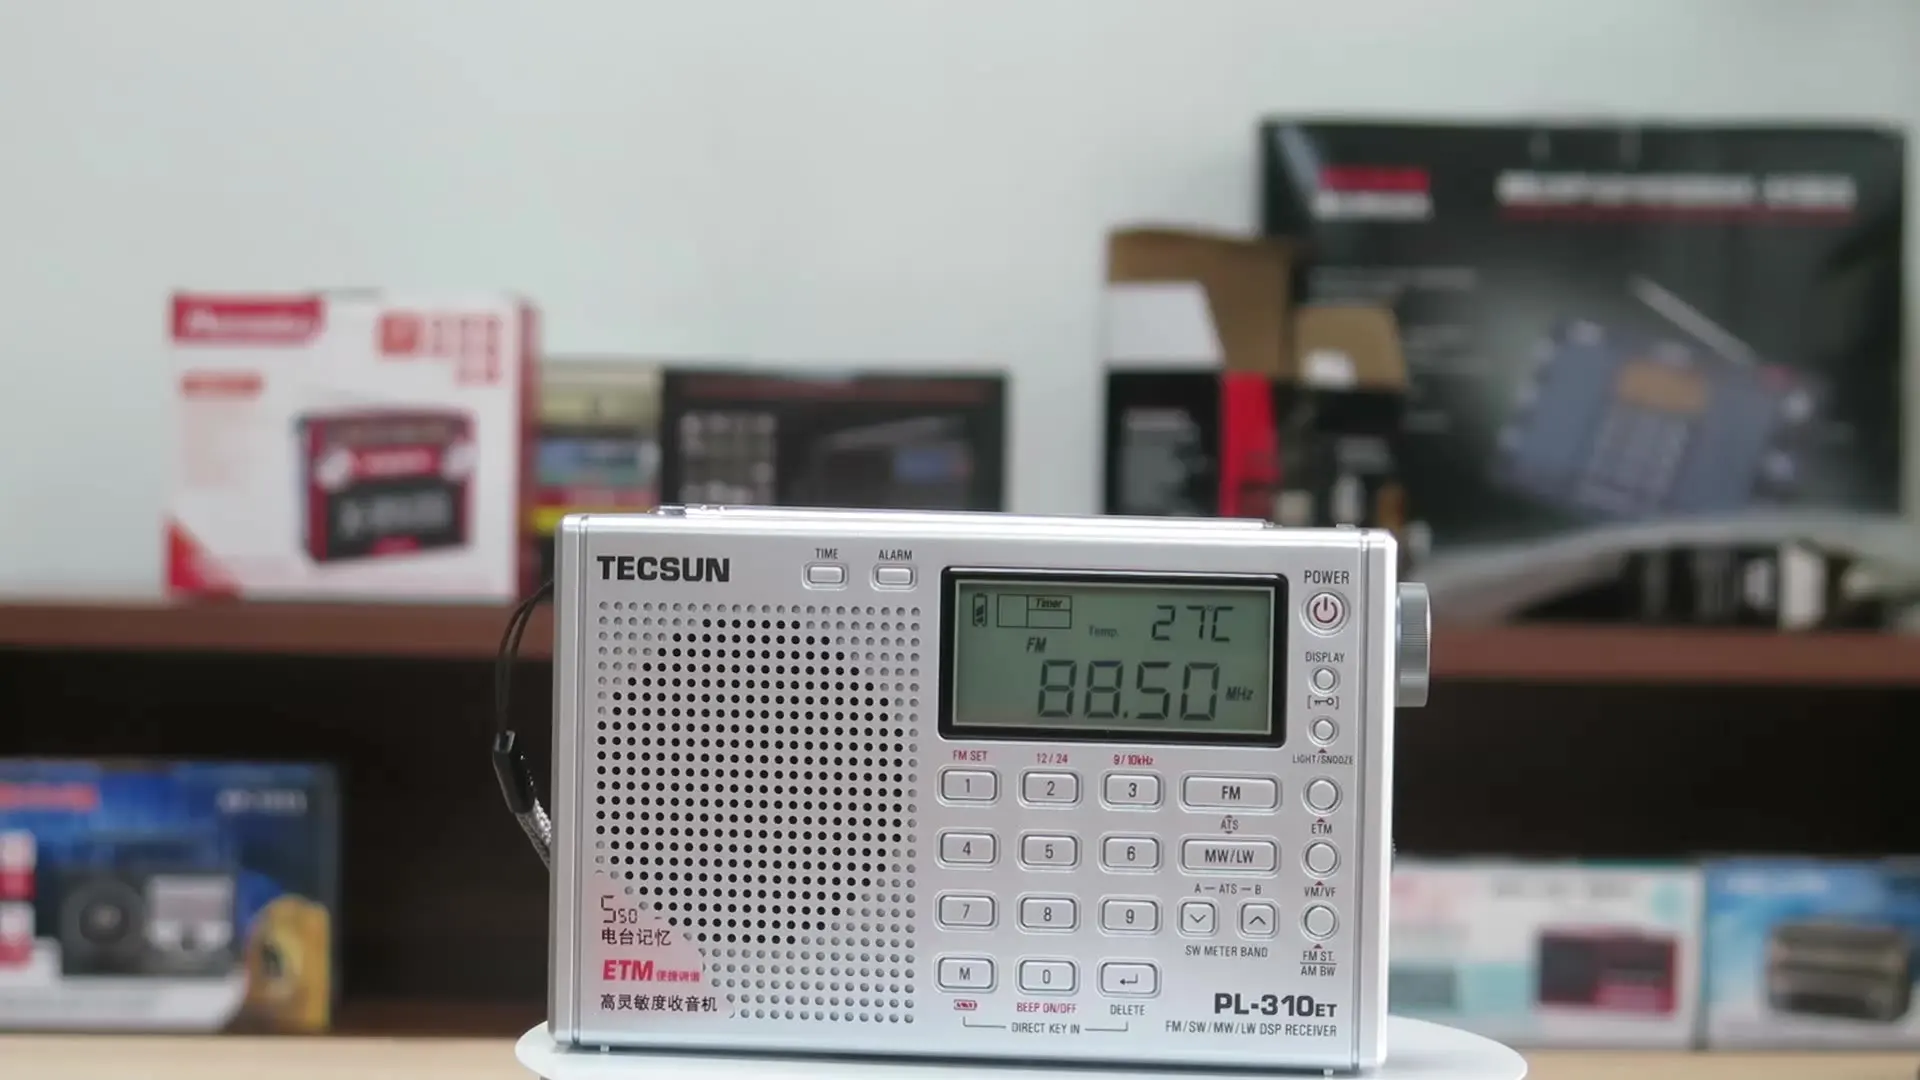 TECSUN
TIME
ALARM
Timer
Temp.
27℃
FM
88.50 MHz
POWER
DISPLAY
LIGHT/SNOOZE
FM SET
12/24
9/10kHz
1
2
3
FM
ATS
ETM
4
5
6
MW/LW
A — ATS — B
VM/VF
7
8
9
SW METER BAND
FM ST.
AM BW
M
0
BEEP ON/OFF
DELETE
DIRECT KEY IN
550
电台记忆
ETM
高灵敏度收音机
PL-310ET
FM/SW/MW/LW DSP RECEIVER